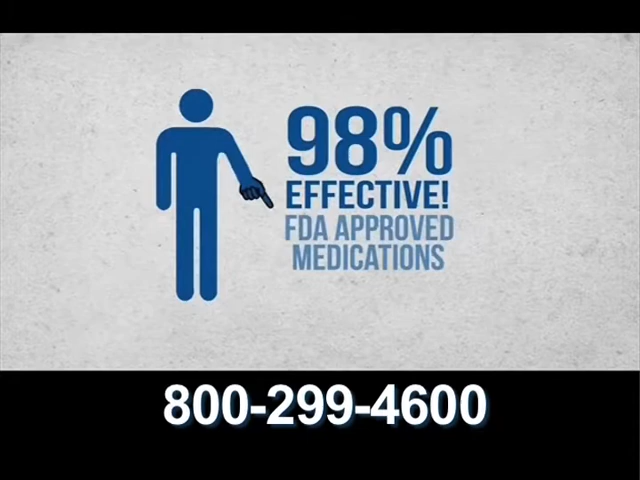 98%
EFFECTIVE!
FDA APPROVED
MEDICATIONS
800-299-4600